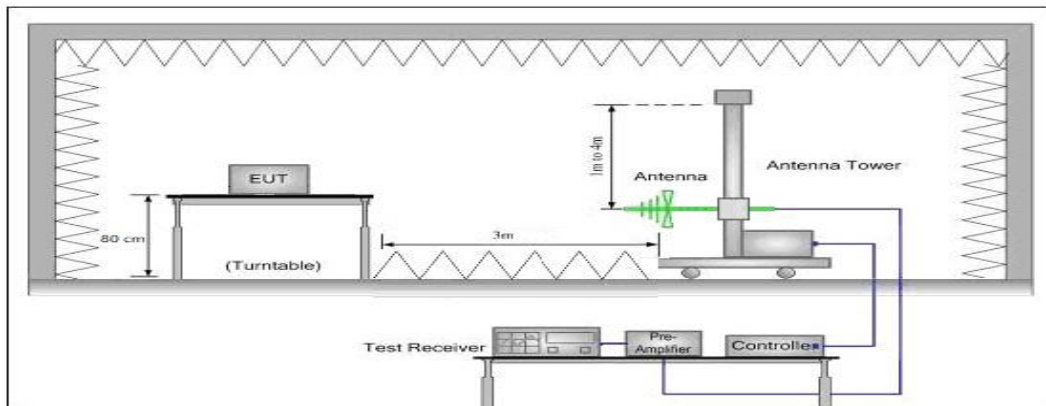 EUT
80 cm
(Turntable)
3m
1m to 4m
Antenna
Antenna Tower
Test Receiver
Pre-
Amplifier
Controller